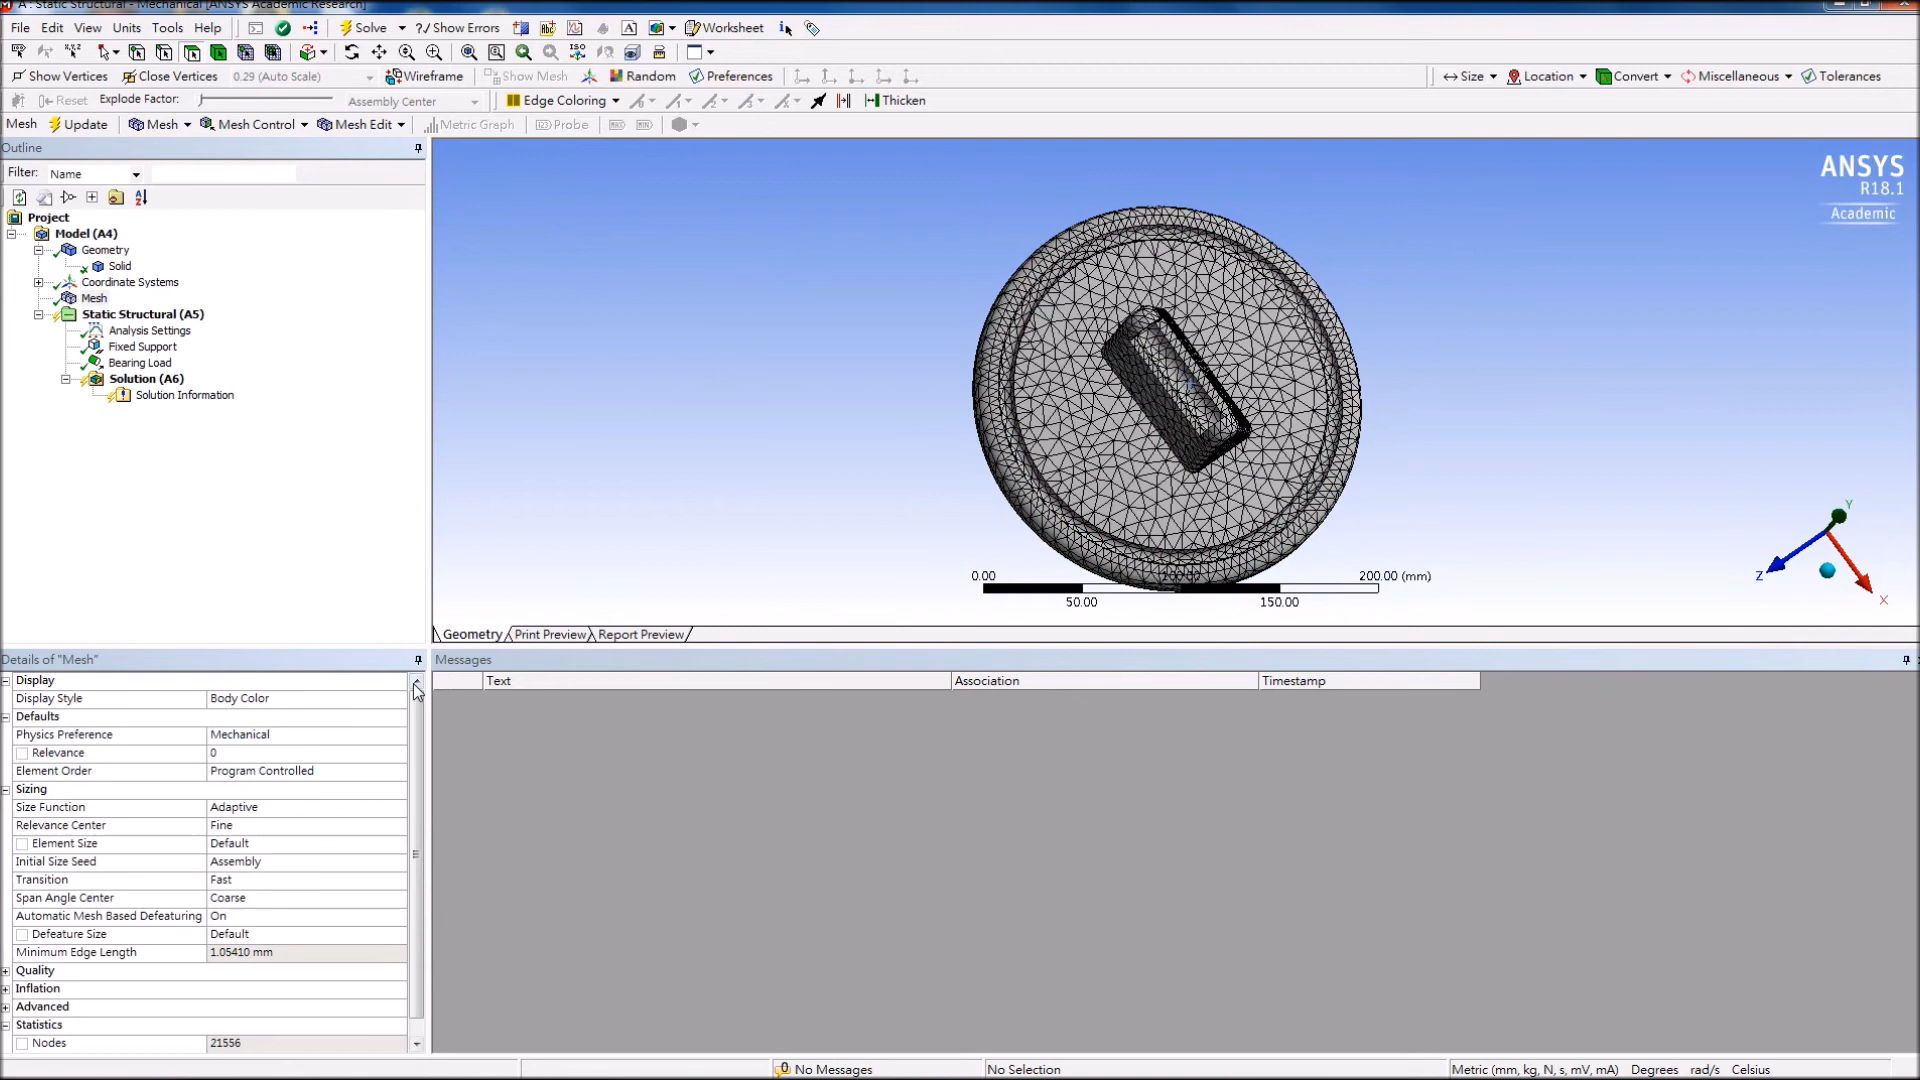 A : Static Structural - Mechanical [ANSYS Academic Research]
File Edit View Units Tools Help Solve ?/ Show Errors A Worksheet i
Show Vertices Close Vertices 0.29 (Auto Scale) Wireframe Show Mesh Random Preferences Size Location Convert Miscellaneous Tolerances
Reset Explode Factor: Assembly Center Edge Coloring Thicken
Mesh Update Mesh Mesh Control Mesh Edit Metric Graph Probe
Outline
Filter: Name
Project
Model (A4)
Geometry
Solid
Coordinate Systems
Mesh
Static Structural (A5)
Analysis Settings
Fixed Support
Bearing Load
Solution (A6)
Solution Information
ANSYS
R18.1
Academic
0.00 100.00 200.00 (mm)
50.00 150.00
Y
Z
X
Geometry Print Preview Report Preview
Details of "Mesh"
Display
Display Style Body Color
Defaults
Physics Preference Mechanical
Relevance 0
Element Order Program Controlled
Sizing
Size Function Adaptive
Relevance Center Fine
Element Size Default
Initial Size Seed Assembly
Transition Fast
Span Angle Center Coarse
Automatic Mesh Based Defeaturing On
Defeature Size Default
Minimum Edge Length 1.05410 mm
Quality
Inflation
Advanced
Statistics
Nodes 21556
Messages
Text Association Timestamp
0 No Messages No Selection Metric (mm, kg, N, s, mV, mA) Degrees rad/s Celsius